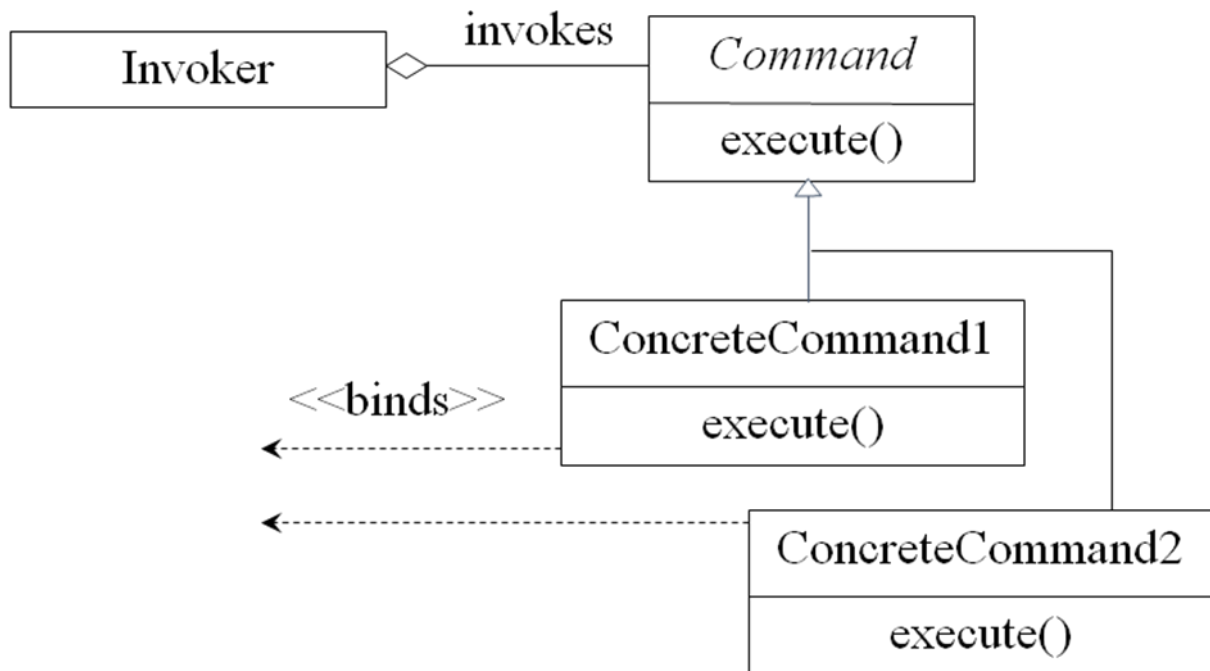 invokes
Invoker
Command
execute()
ConcreteCommand1
<<binds>>
execute()
ConcreteCommand2
execute()